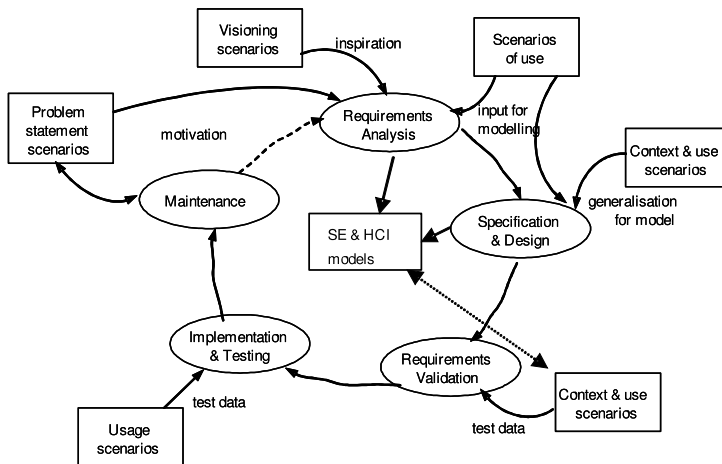 Visioning
scenarios
inspiration
Scenarios
of use
Problem
statement
scenarios
motivation
Requirements
Analysis
input for
modelling
Context & use
scenarios
Maintenance
generalisation
for model
Specification
& Design
SE & HCI
models
Implementation
& Testing
Requirements
Validation
Context & use
scenarios
test data
test data
Usage
scenarios